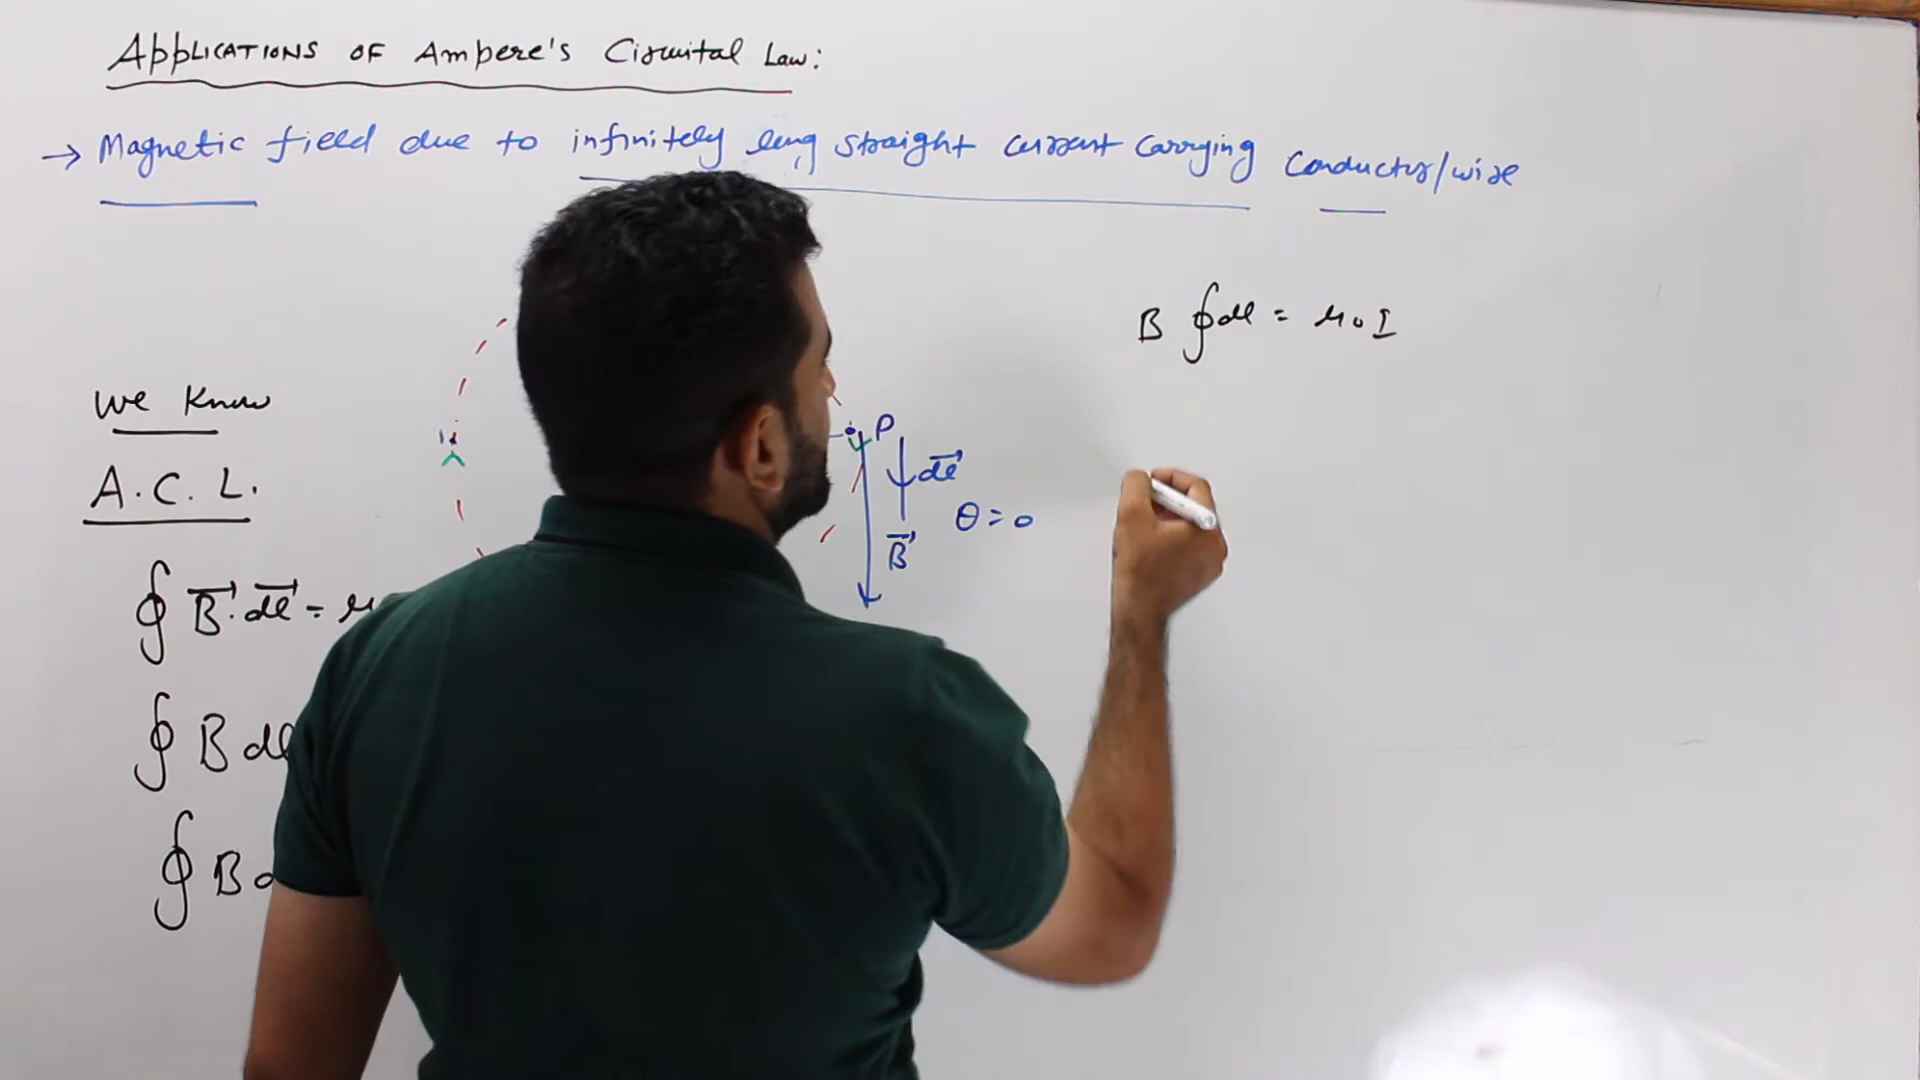 Applications of Ampere's Circuital Law:
→ Magnetic field due to infinitely long straight current carrying conductor/wire
B ∮dl = μ₀I
We Know
A.C.L.
P
dl⃗
θ=0
B⃗
∮ B⃗.dl⃗ = μ
∮ B dl
∮ B